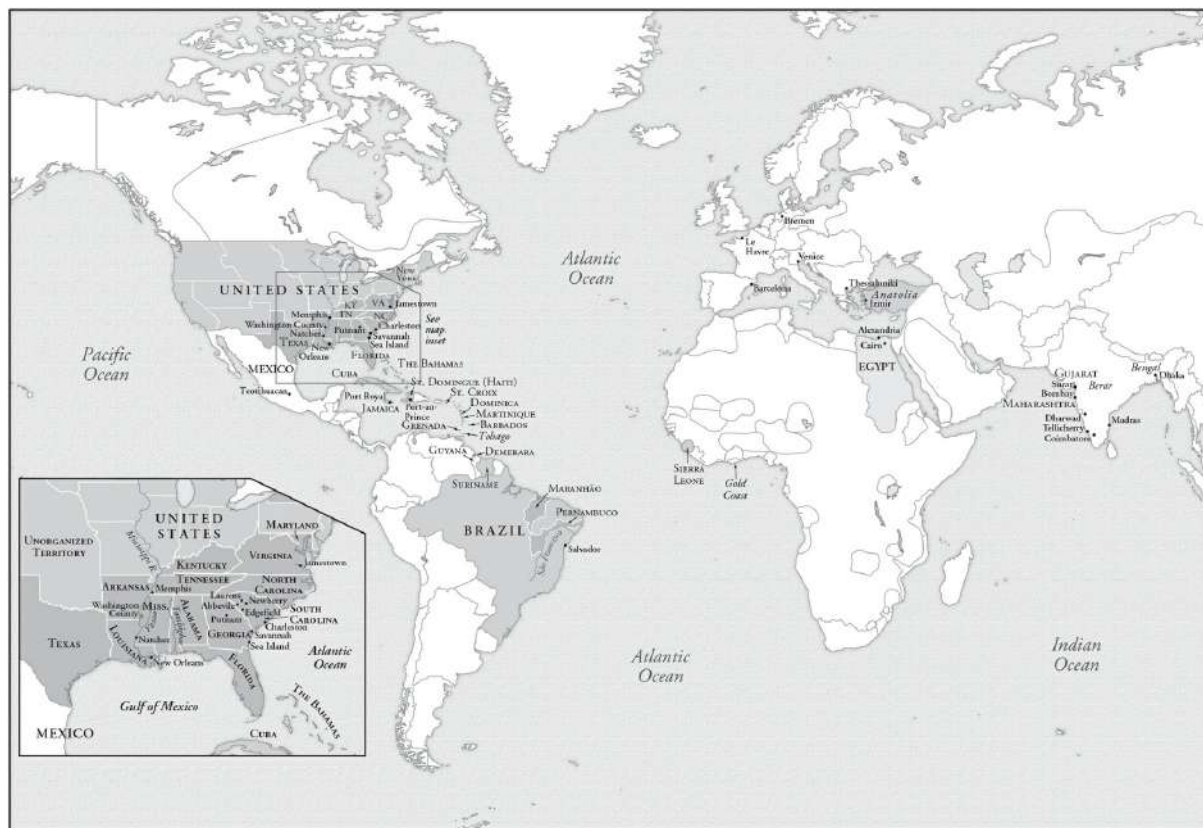 Atlantic
Ocean
Pacific
Ocean
Atlantic
Ocean
Indian
Ocean
UNITED STATES
NEW
YORK
KY
VA
Jamestown
TN
NC
Memphis
Washington County
Natchez
Putnam
Charleston
Savannah
Sea Island
See
map
inset
TEXAS
New
Orleans
FLORIDA
THE BAHAMAS
MEXICO
CUBA
Teotihuacan
ST. DOMINGUE (HAITI)
Port Royal
JAMAICA
Port-au-
Prince
ST. CROIX
DOMINICA
MARTINIQUE
BARBADOS
GRENADA
Tobago
GUYANA
DEMERARA
SURINAME
MARANHÃO
PERNAMBUCO
BRAZIL
São Francisco
Salvador
Bremen
Le
Havre
Venice
Barcelona
Thessaloniki
Anatolia
Izmir
Alexandria
Cairo
EGYPT
SIERRA
LEONE
Gold
Coast
GUJARAT
Surat
Bombay
Berar
Bengal
Dhaka
MAHARASHTRA
Dharwad
Tellicherry
Coimbatore
Madras
UNITED
STATES
MARYLAND
UNORGANIZED
TERRITORY
Mississippi R.
VIRGINIA
Jamestown
KENTUCKY
TENNESSEE
NORTH
CAROLINA
ARKANSAS
Memphis
Laurens
Newberry
Abbeville
Edgefield
SOUTH
CAROLINA
Washington
County
MISS.
ALABAMA
Putnam
Charleston
GEORGIA
Savannah
Sea Island
TEXAS
LOUISIANA
Natchez
New Orleans
FLORIDA
Atlantic
Ocean
Gulf of Mexico
THE BAHAMAS
MEXICO
CUBA